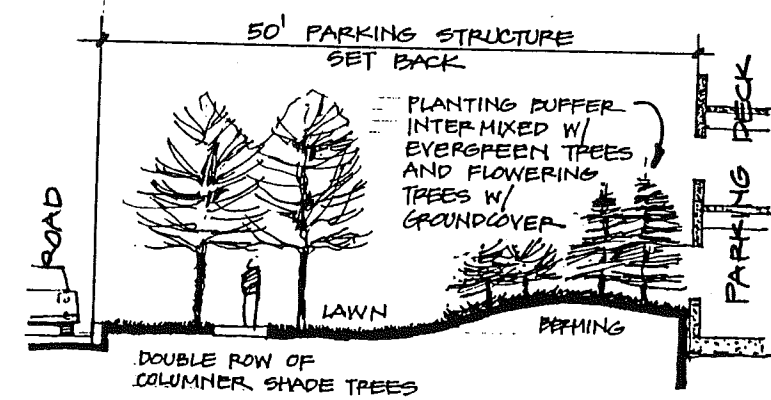 50' PARKING STRUCTURE
SET BACK
PLANTING BUFFER
INTERMIXED W/
EVERGREEN TREES
AND FLOWERING
TREES W/
GROUNDCOVER
ROAD
PARKING DECK
LAWN
BERMING
DOUBLE ROW OF
COLUMNER SHADE TREES